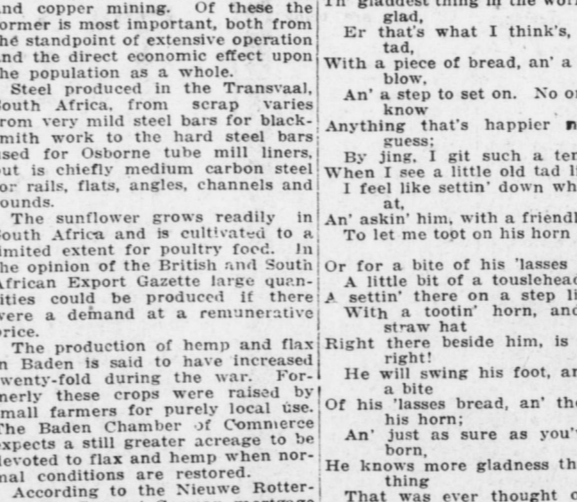 and copper mining. Of these the
former is most important, both from
the standpoint of extensive operation
and the direct economic effect upon
the population as a whole.
Steel produced in the Transvaal,
South Africa, from scrap varies
from very mild steel bars for black-
smith work to the hard steel bars
used for Osborne tube mill liners,
but is chiefly medium carbon steel
for rails, flats, angles, channels and
rounds.
The sunflower grows readily in
South Africa and is cultivated to a
limited extent for poultry food. In
the opinion of the British and South
African Export Gazette large quan-
tities could be produced if there
were a demand at a remunerative
price.
The production of hemp and flax
in Baden is said to have increased
twenty-fold during the war. For-
merly these crops were raised by
small farmers for purely local use.
The Baden Chamber of Commerce
expects a still greater acreage to be
devoted to flax and hemp when nor-
mal conditions are restored.
According to the Nieuwe Rotter-
mortgage
Th' gladdest thing in the
glad,
Er that's what I think's,
tad,
With a piece of bread, an' a
blow,
An' a step to set on. No
know
Anything that's happier
guess;
By jing, I git such a
When I see a little old tad
I feel like settin' down
at,
An' askin' him, with a
To let me toot on his horn
Or for a bite of his 'lasses
A little bit of a
A settin' there on a step
With a tootin' horn,
straw hat
Right there beside him, is
right!
He will swing his foot,
a bite
Of his 'lasses bread, an'
his horn;
An' just as sure as
born,
He knows more gladness
thing
That was ever thought